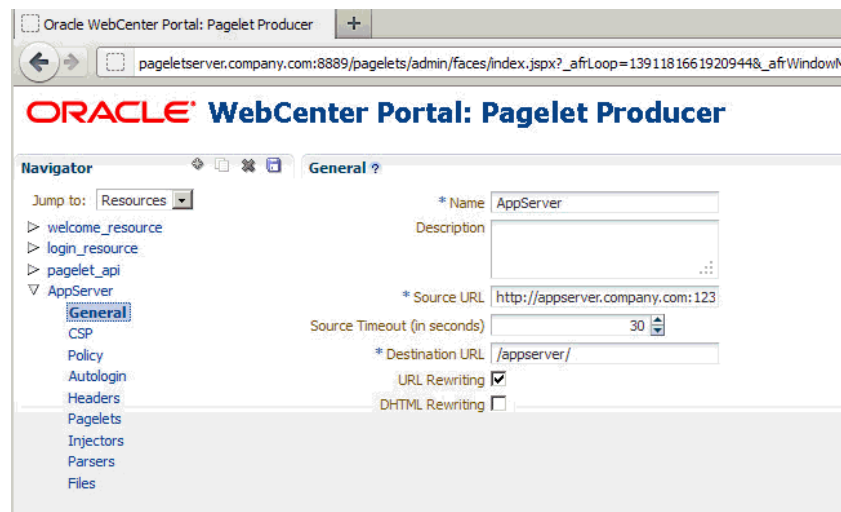 Oracle WebCenter Portal: Pagelet Producer
pageletserver.company.com:8889/pagelets/admin/faces/index.jspx?_afrLoop=1391181661920944&_afrWindowM
ORACLE WebCenter Portal: Pagelet Producer
Navigator
General ?
Jump to: Resources
welcome_resource
login_resource
pagelet_api
AppServer
General
CSP
Policy
Autologin
Headers
Pagelets
Injectors
Parsers
Files
* Name AppServer
Description
* Source URL http://appserver.company.com:123
Source Timeout (in seconds) 30
* Destination URL /appserver/
URL Rewriting
DHTML Rewriting